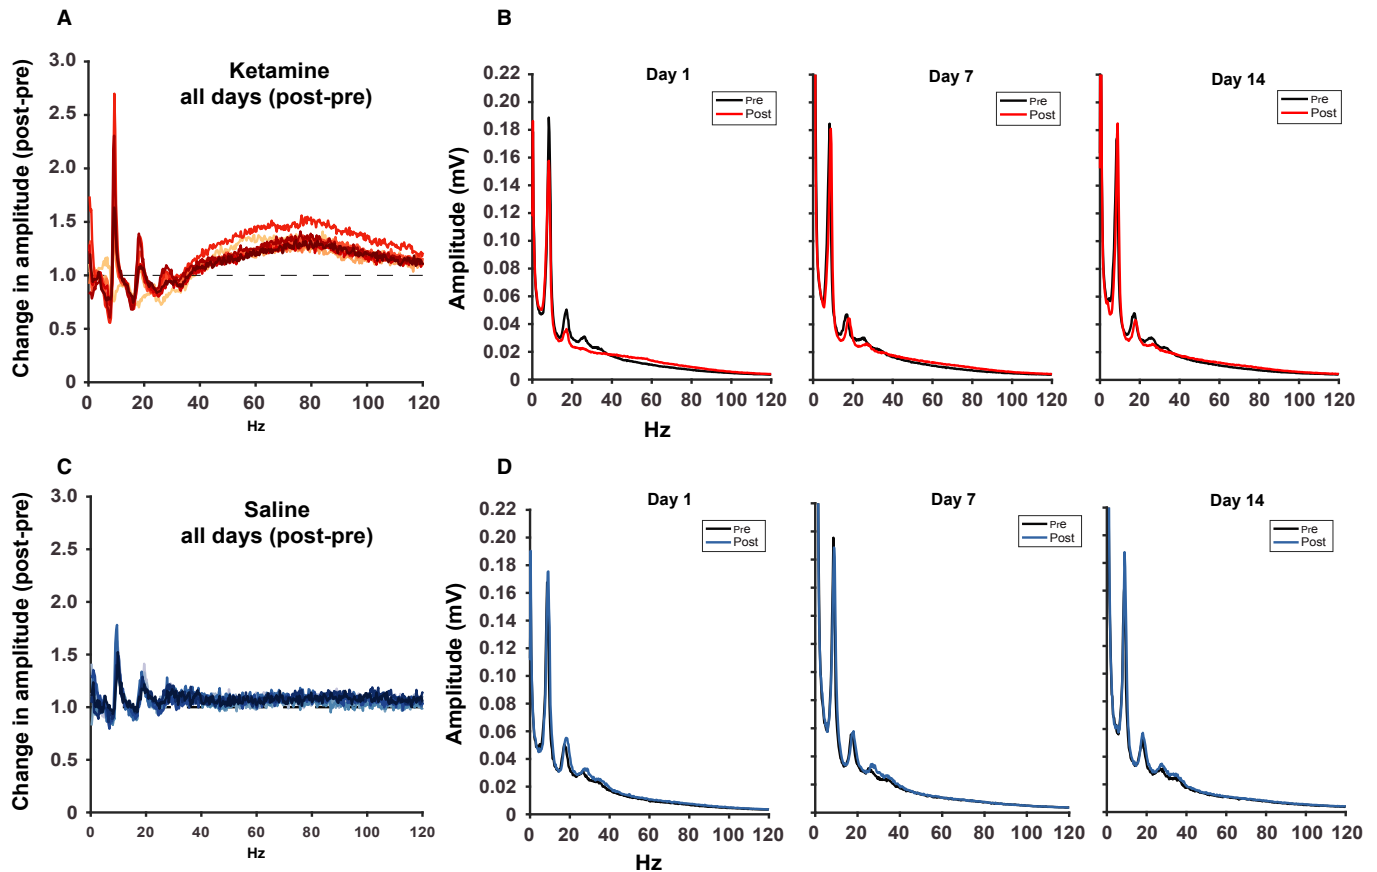 A
B
Ketamine
all days (post-pre)
Change in amplitude (post-pre)
3.0
2.5
2.0
1.5
1.0
0.5
0
0 20 40 60 80 100 120
Hz
Day 1
Pre
Post
Amplitude (mV)
0.22
0.20
0.18
0.16
0.14
0.12
0.10
0.08
0.06
0.04
0.02
0
0 20 40 60 80 100 120
Hz
Day 7
Pre
Post
0 20 40 60 80 100 120
Day 14
Pre
Post
0 20 40 60 80 100 120
C
D
Saline
all days (post-pre)
Change in amplitude (post-pre)
3.0
2.5
2.0
1.5
1.0
0.5
0
0 20 40 60 80 100 120
Hz
Day 1
Pre
Post
Amplitude (mV)
0.22
0.20
0.18
0.16
0.14
0.12
0.10
0.08
0.06
0.04
0.02
0
0 20 40 60 80 100 120
Hz
Day 7
Pre
Post
0 20 40 60 80 100 120
Day 14
Pre
Post
0 20 40 60 80 100 120